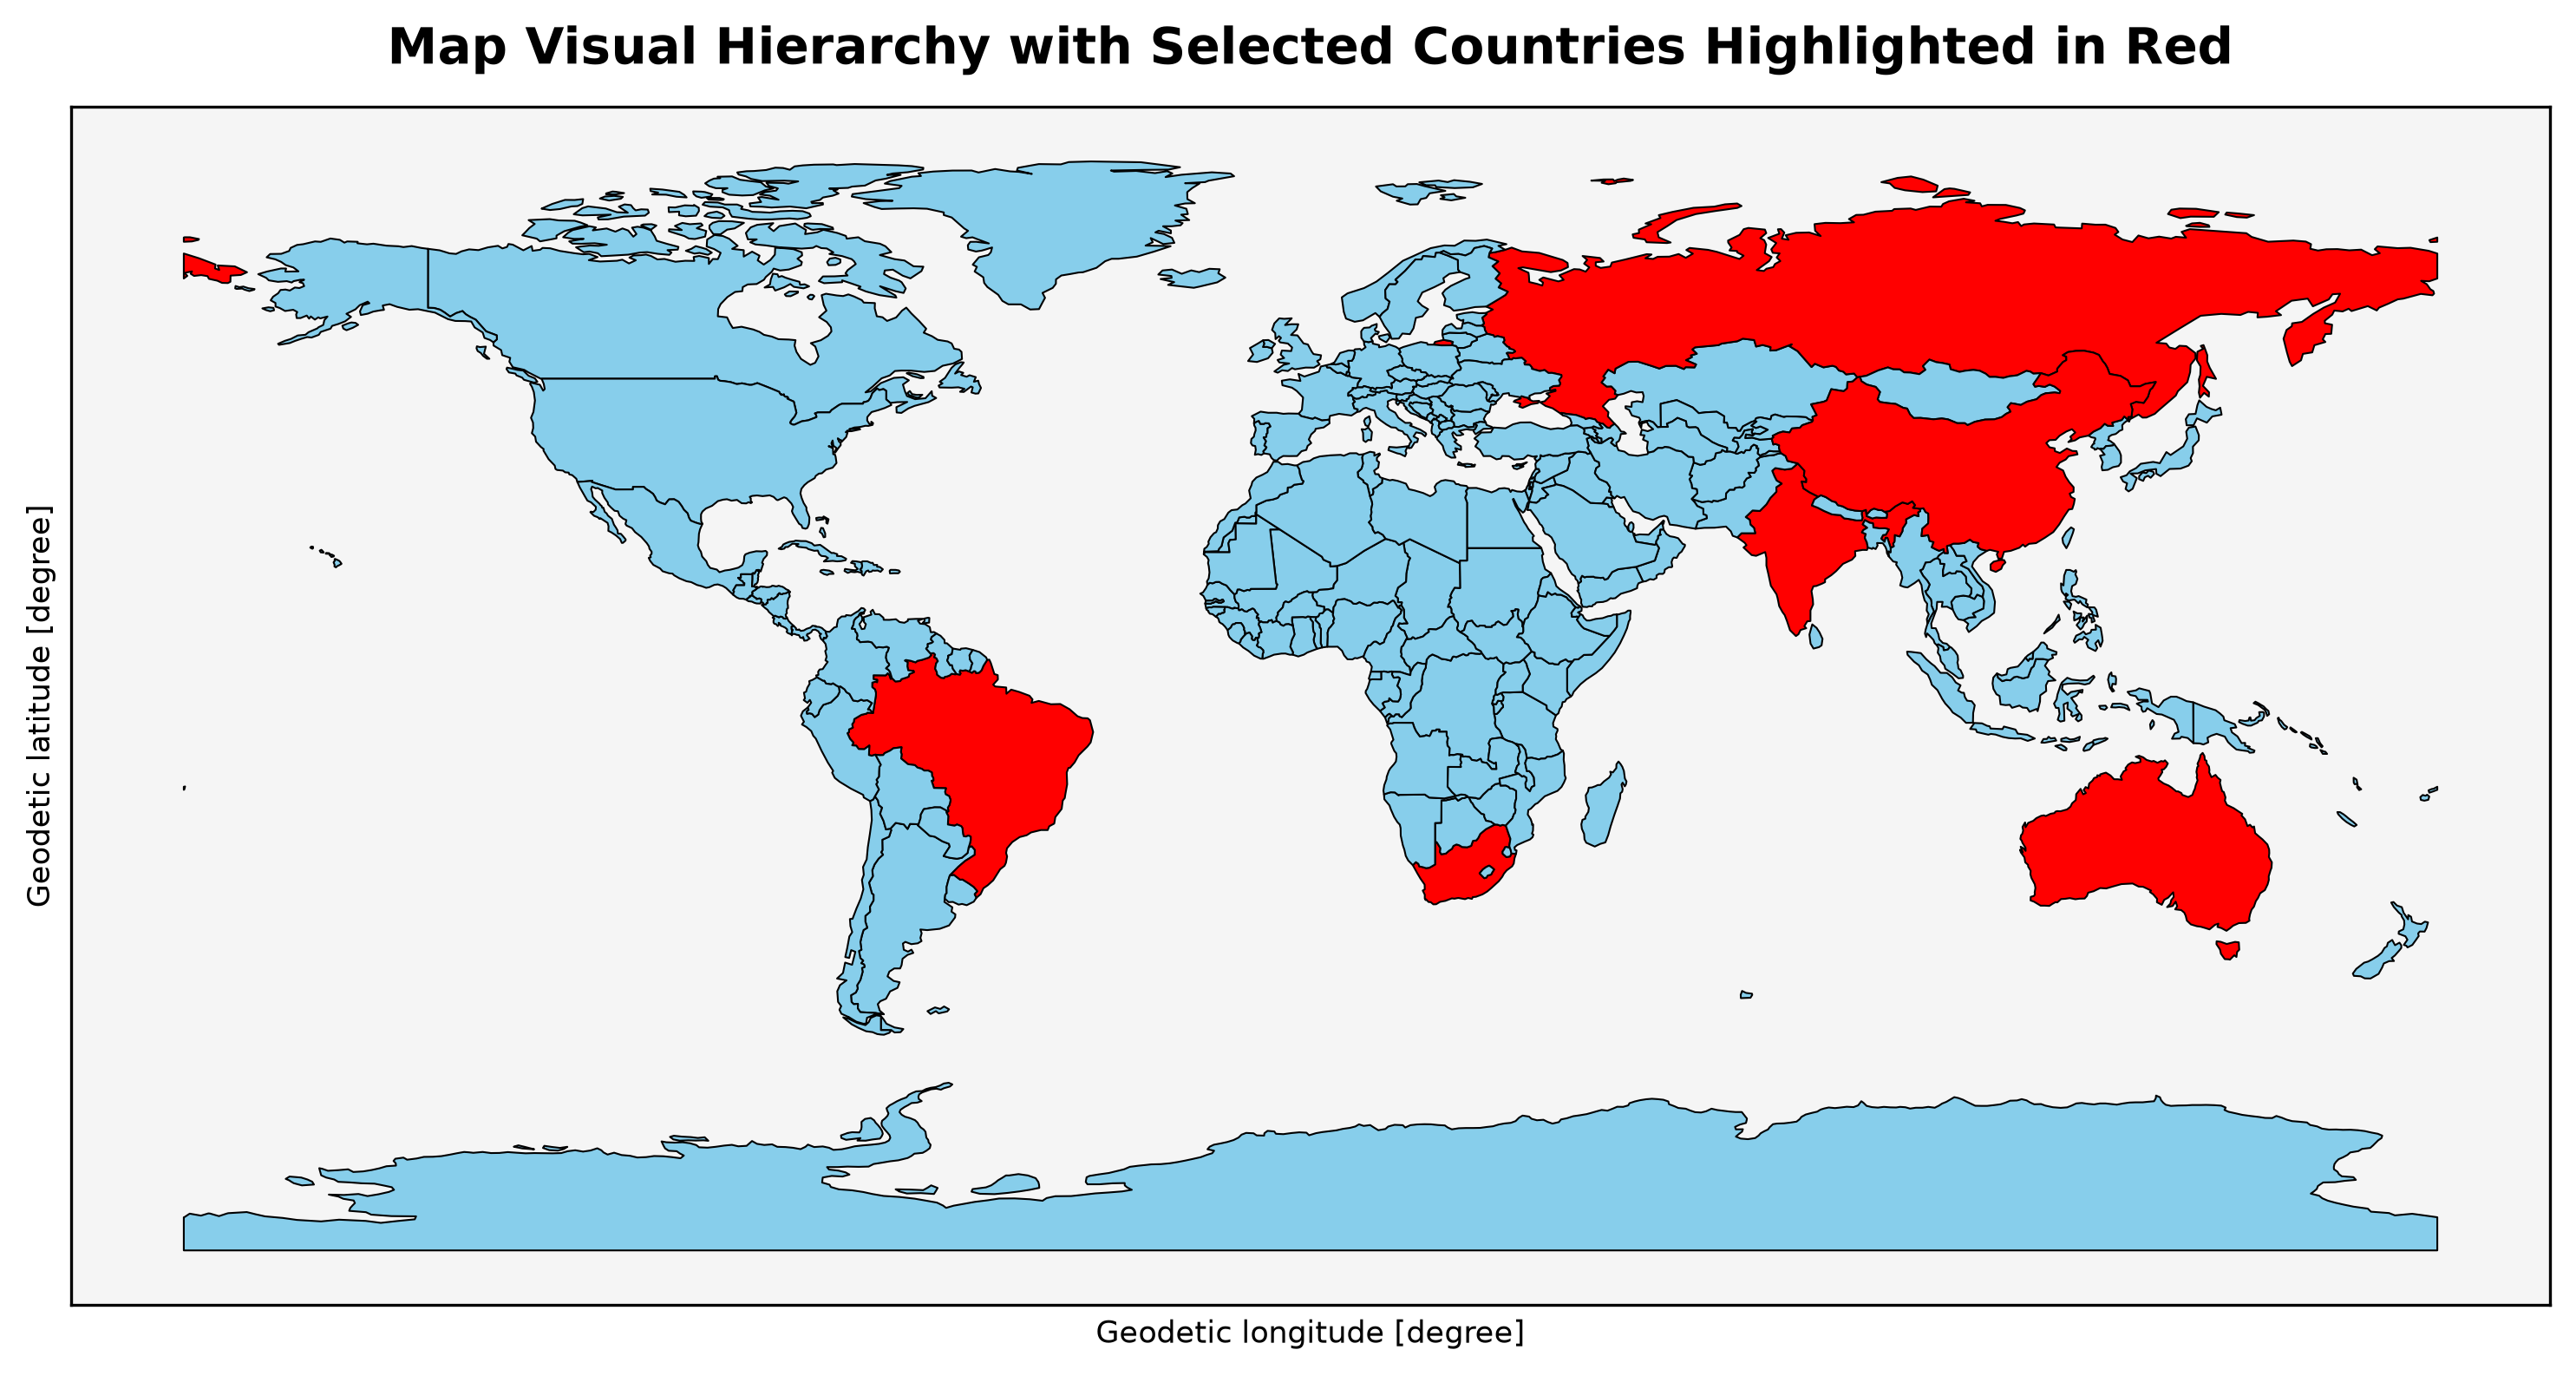 Map Visual Hierarchy with Selected Countries Highlighted in Red
Geodetic latitude [degree]
Geodetic longitude [degree]